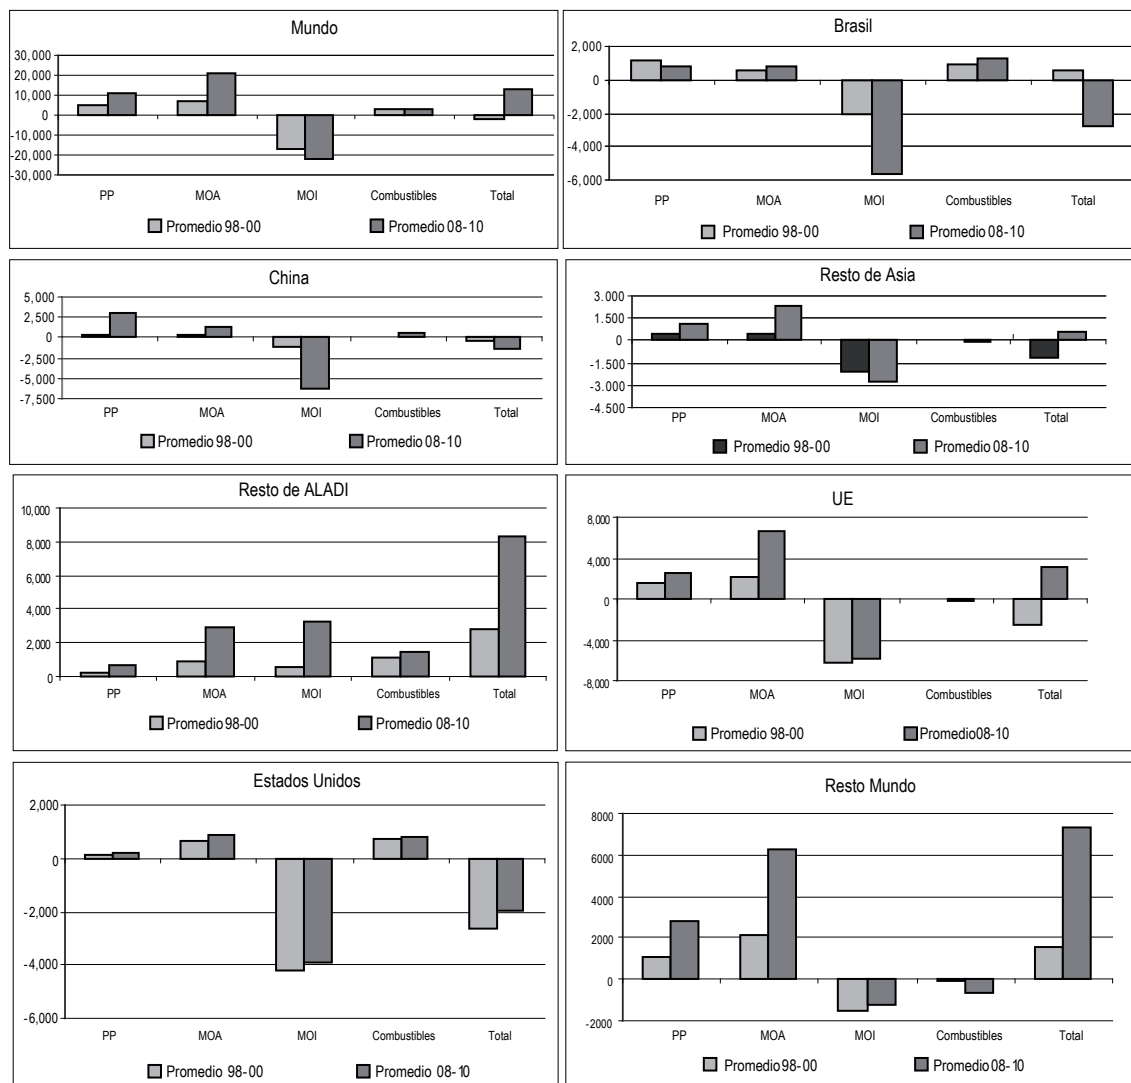 Mundo
30,000
20,000
10,000
0
-10,000
-20,000
-30,000
PP MOA MOI Combustibles Total
Promedio 98-00 Promedio 08-10
Brasil
2,000
0
-2,000
-4,000
-6,000
PP MOA MOI Combustibles Total
Promedio 98-00 Promedio 08-10
China
5,000
2,500
0
-2,500
-5,000
-7,500
PP MOA MOI Combustibles Total
Promedio 98-00 Promedio 08-10
Resto de Asia
3.000
1.500
0
-1.500
-3.000
-4.500
PP MOA MOI Combustibles Total
Promedio 98-00 Promedio 08-10
Resto de ALADI
10,000
8,000
6,000
4,000
2,000
0
PP MOA MOI Combustibles Total
Promedio 98-00 Promedio 08-10
UE
8,000
4,000
0
-4,000
-8,000
PP MOA MOI Combustibles Total
Promedio 98-00 Promedio08-10
Estados Unidos
2,000
0
-2,000
-4,000
-6,000
PP MOA MOI Combustibles Total
Promedio 98-00 Promedio 08-10
Resto Mundo
8000
6000
4000
2000
0
-2000
PP MOA MOI Combustibles Total
Promedio 98-00 Promedio 08-10